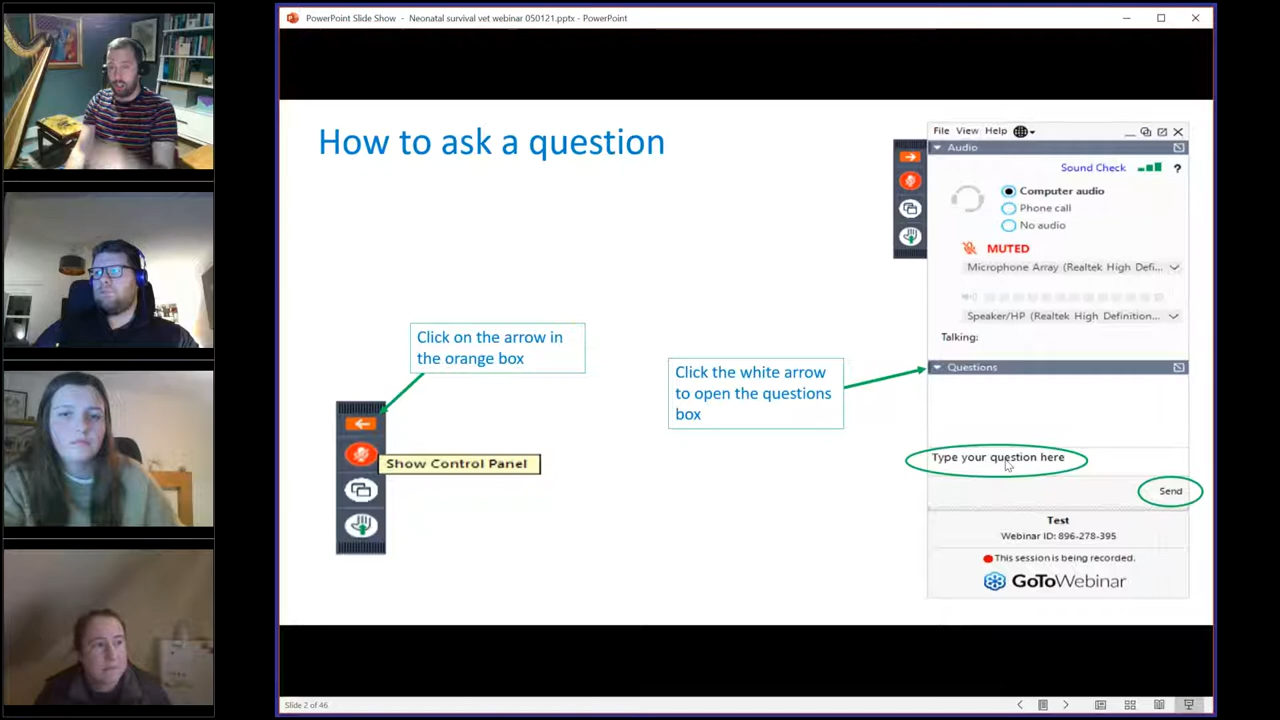 PowerPoint Slide Show - Neonatal survival vet webinar 050121.pptx - PowerPoint
How to ask a question
Click on the arrow in
the orange box
Show Control Panel
Click the white arrow
to open the questions
box
File View Help
Audio
Sound Check
?
Computer audio
Phone call
No audio
MUTED
Microphone Array (Realtek High Defi...
Speaker/HP (Realtek High Definition...
Talking:
Questions
Type your question here
Send
Test
Webinar ID: 896-278-395
This session is being recorded.
GoToWebinar
Slide 2 of 46